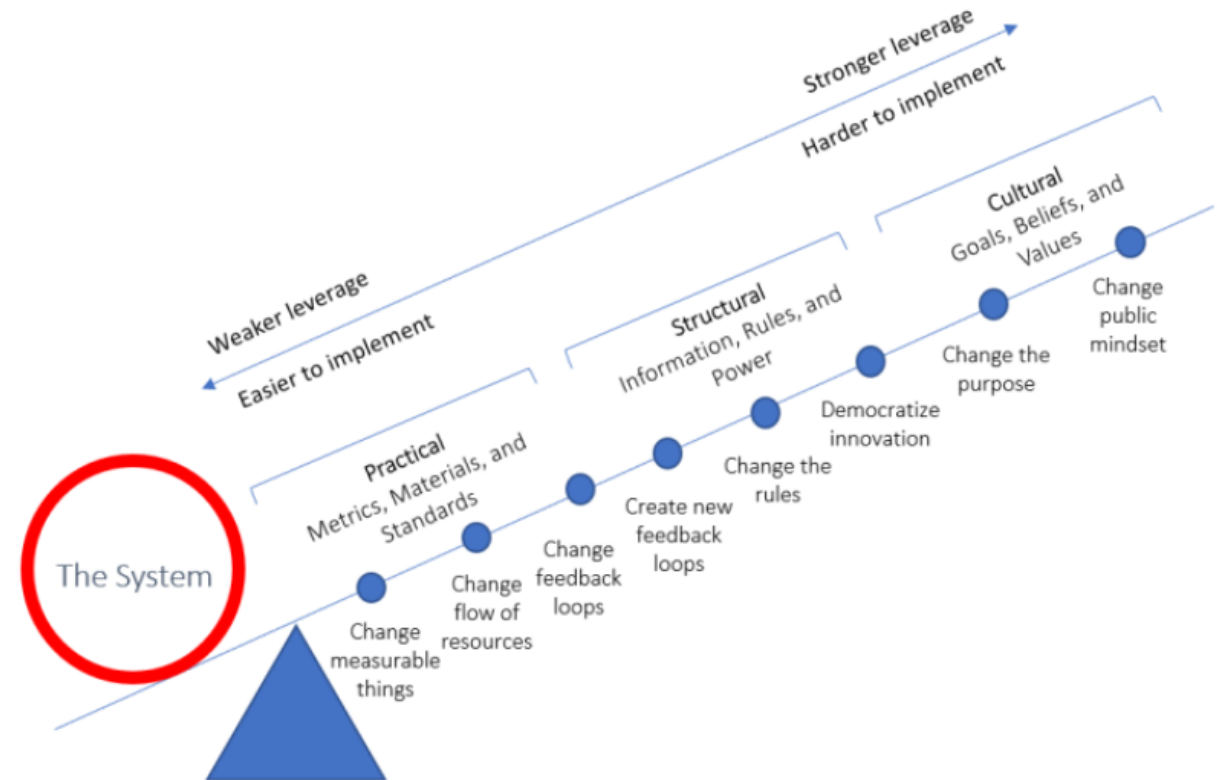 Stronger leverage
Harder to implement
Weaker leverage
Easier to implement
Cultural
Goals, Beliefs, and
Values
Structural
Information, Rules, and
Power
Practical
Metrics, Materials, and
Standards
The System
Change
measurable
things
Change
flow of
resources
Change
feedback
loops
Create new
feedback
loops
Change the
rules
Democratize
innovation
Change the
purpose
Change
public
mindset